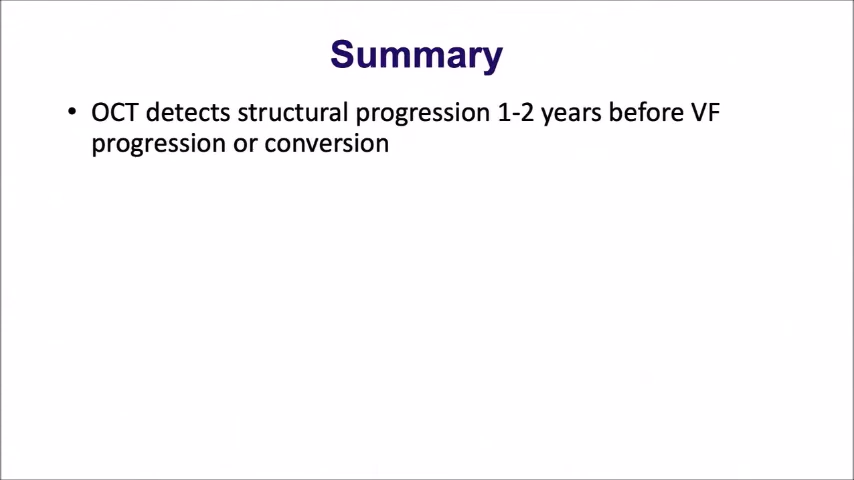 Summary
• OCT detects structural progression 1-2 years before VF
progression or conversion